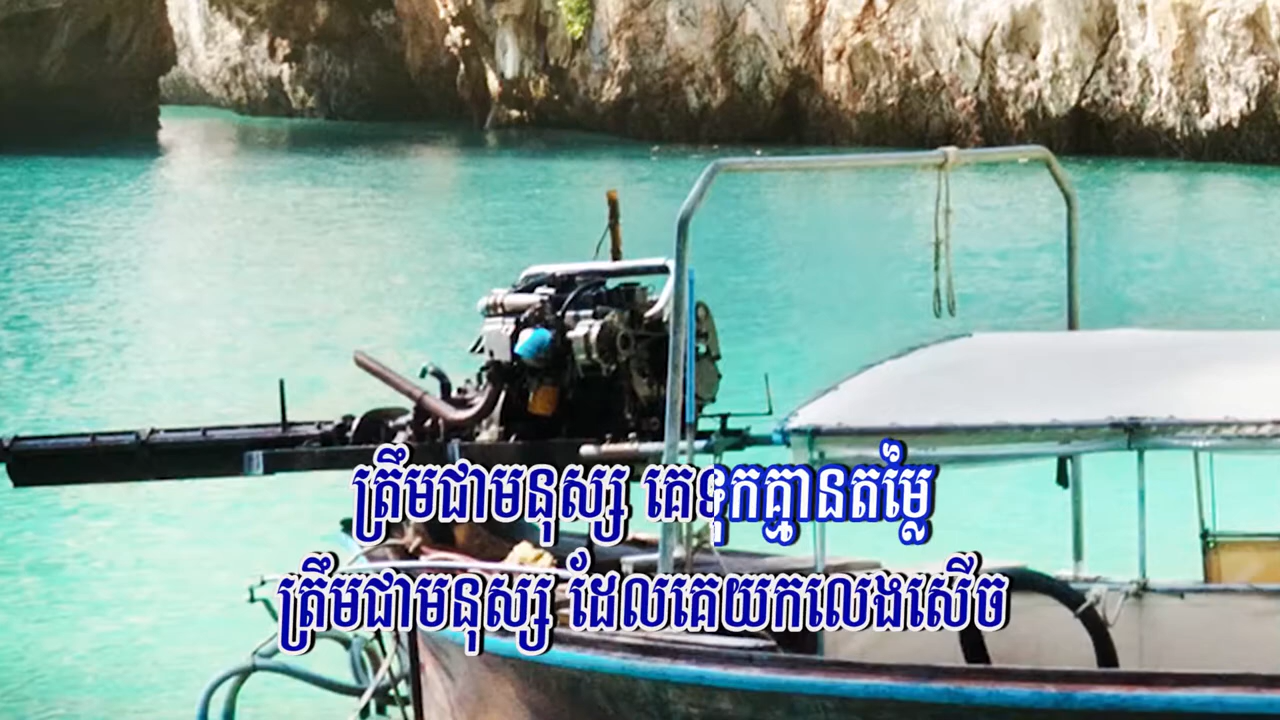 ត្រឹមជាមនុស្ស គេទុកគ្មានតម្លៃ
ត្រឹមជាមនុស្ស ដែលគេយកលេងសើច